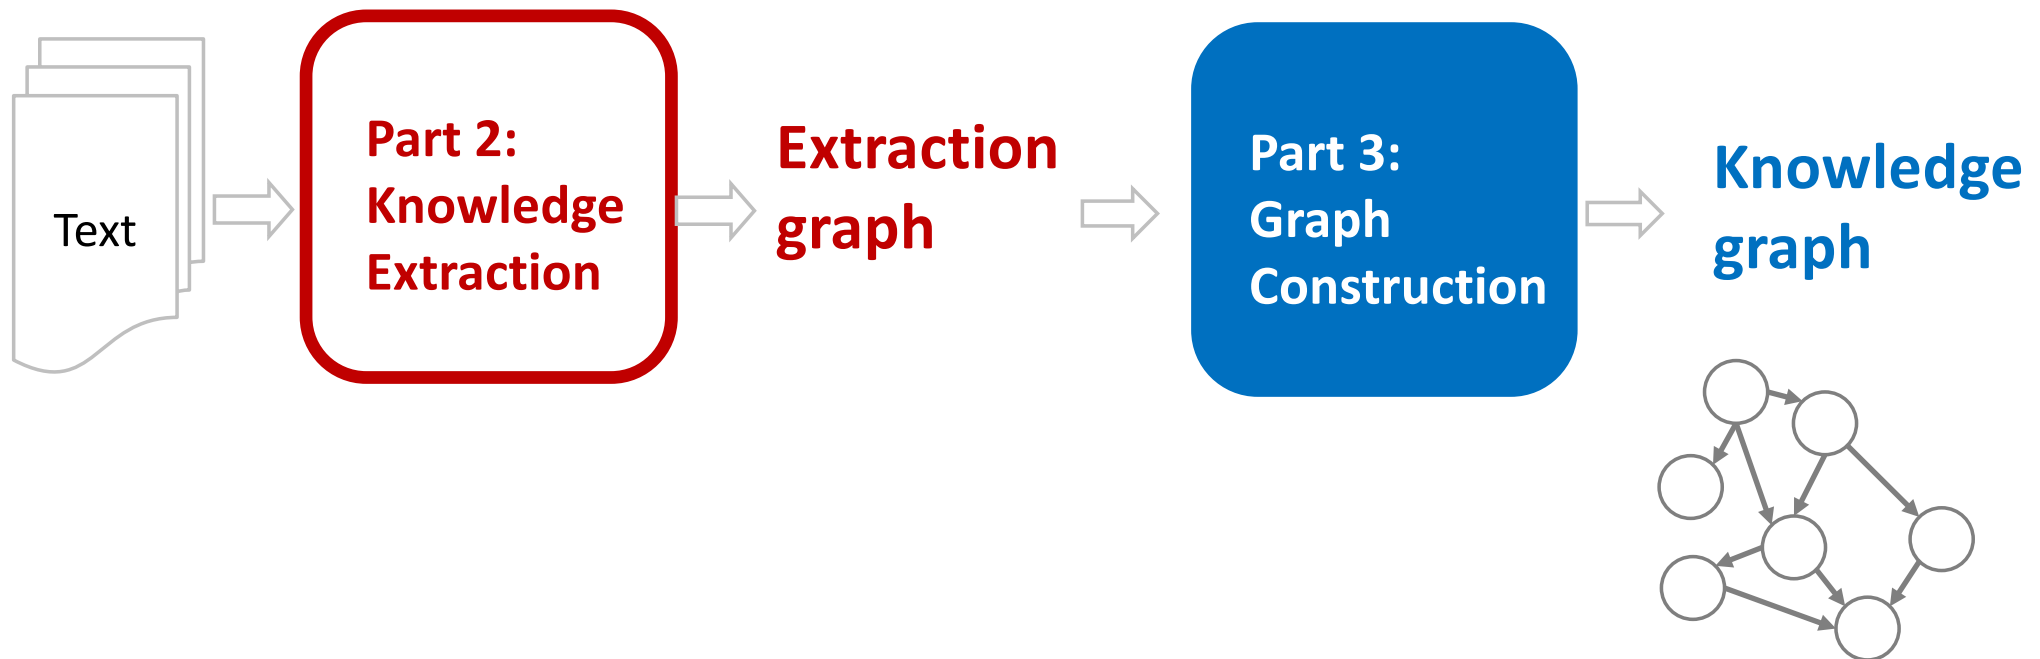 Text
Part 2:
Knowledge
Extraction
Extraction
graph
Part 3:
Graph
Construction
Knowledge
graph